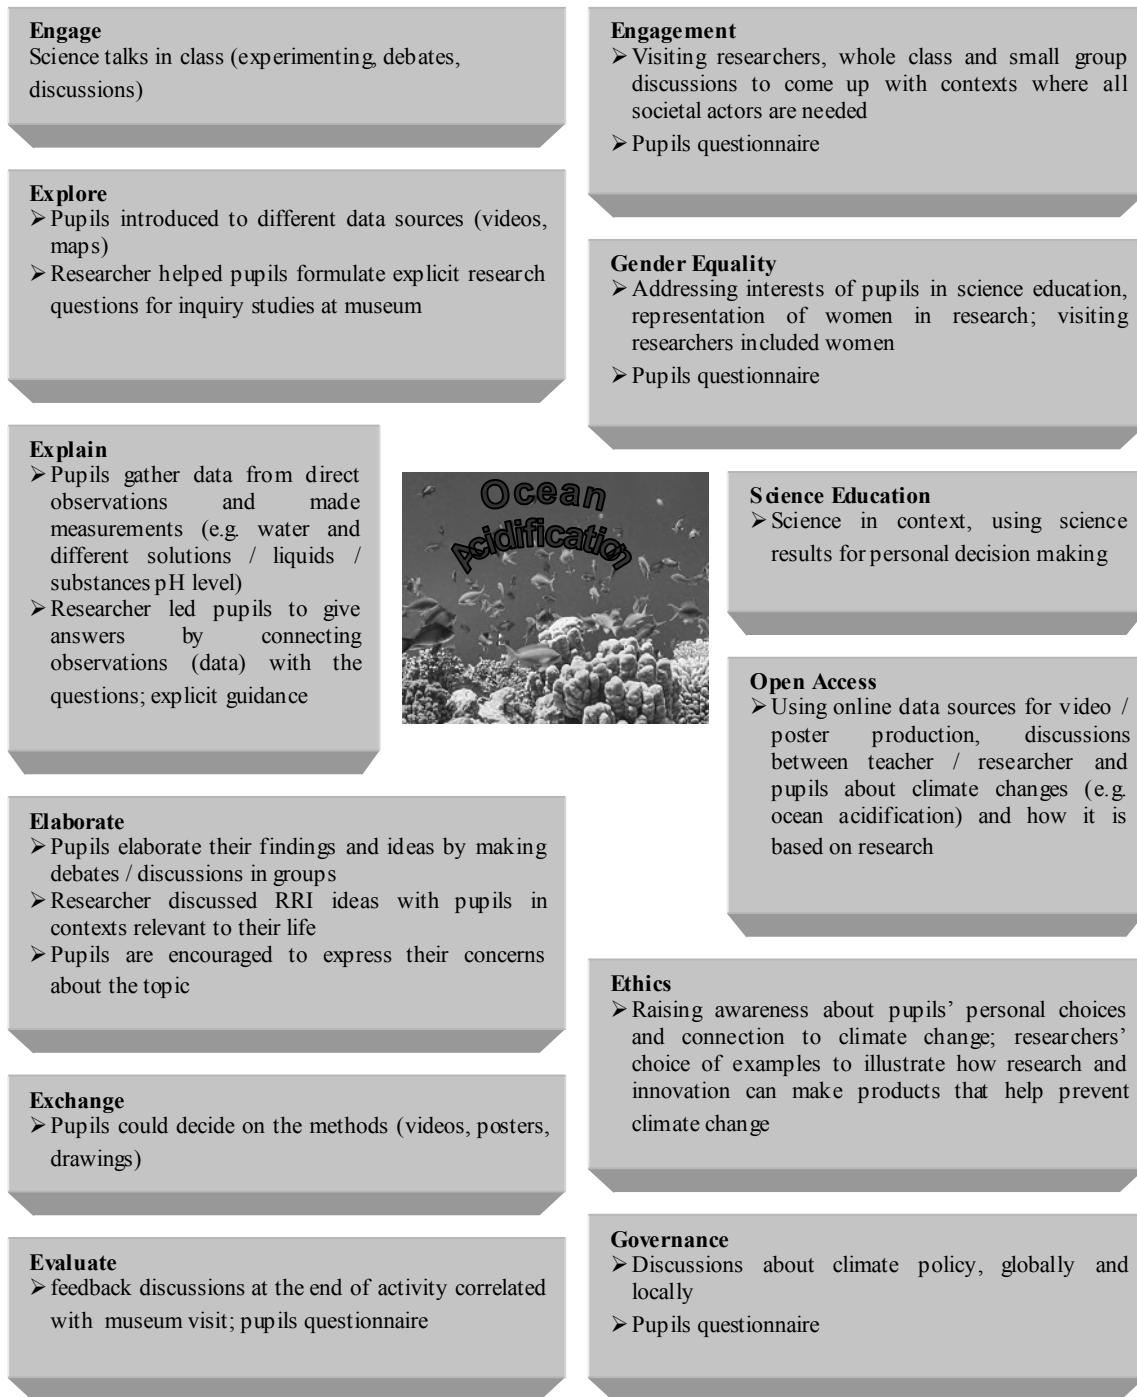 Engage
Science talks in class (experimenting, debates,
discussions)
Explore
➢ Pupils introduced to different data sources (videos,
maps)
➢ Researcher helped pupils formulate explicit research
questions for inquiry studies at museum
Explain
➢ Pupils gather data from direct
observations and made
measurements (e.g. water and
different solutions / liquids /
substances pH level)
➢ Researcher led pupils to give
answers by connecting
observations (data) with the
questions; explicit guidance
Elaborate
➢ Pupils elaborate their findings and ideas by making
debates / discussions in groups
➢ Researcher discussed RRI ideas with pupils in
contexts relevant to their life
➢ Pupils are encouraged to express their concerns
about the topic
Exchange
➢ Pupils could decide on the methods (videos, posters,
drawings)
Evaluate
➢ feedback discussions at the end of activity correlated
with museum visit; pupils questionnaire
Ocean
Acidification
Engagement
➢ Visiting researchers, whole class and small group
discussions to come up with contexts where all
societal actors are needed
➢ Pupils questionnaire
Gender Equality
➢ Addressing interests of pupils in science education,
representation of women in research; visiting
researchers included women
➢ Pupils questionnaire
Science Education
➢ Science in context, using science
results for personal decision making
Open Access
➢ Using online data sources for video /
poster production, discussions
between teacher / researcher and
pupils about climate changes (e.g.
ocean acidification) and how it is
based on research
Ethics
➢ Raising awareness about pupils’ personal choices
and connection to climate change; researchers’
choice of examples to illustrate how research and
innovation can make products that help prevent
climate change
Governance
➢ Discussions about climate policy, globally and
locally
➢ Pupils questionnaire